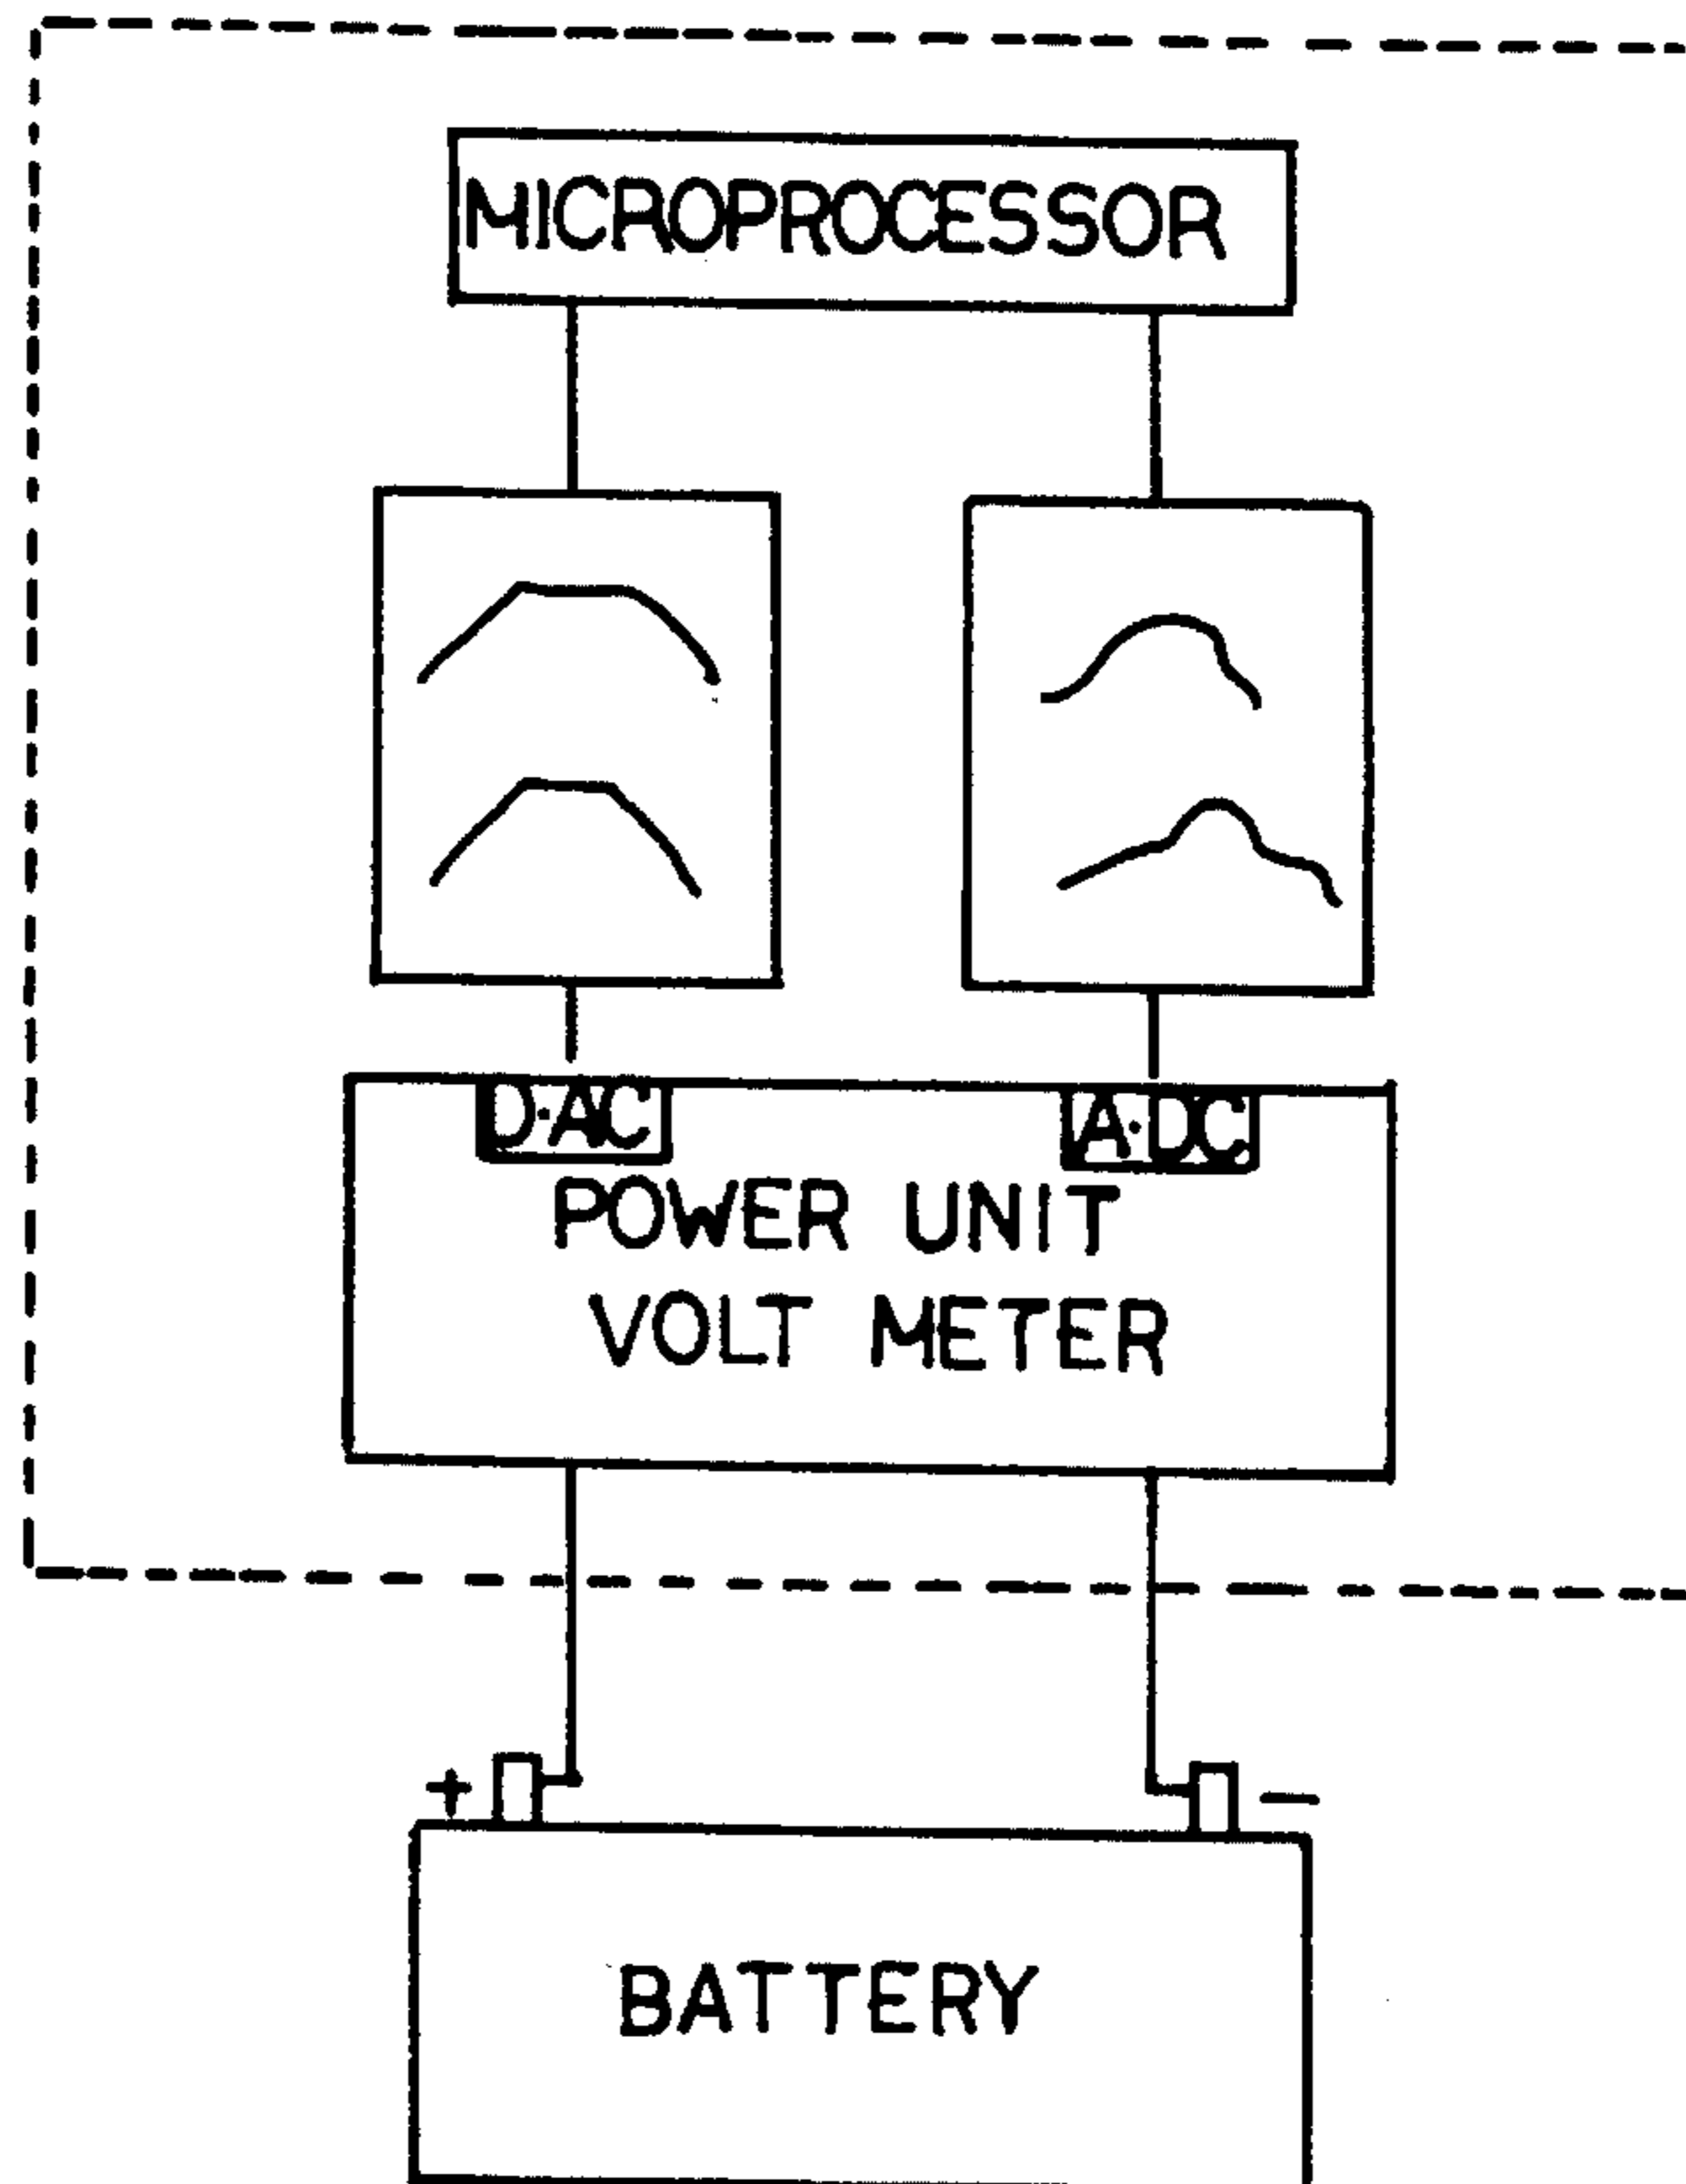 MICROPROCESSOR
D·AC
A·DC
POWER UNIT
VOLT METER
+
−
BATTERY